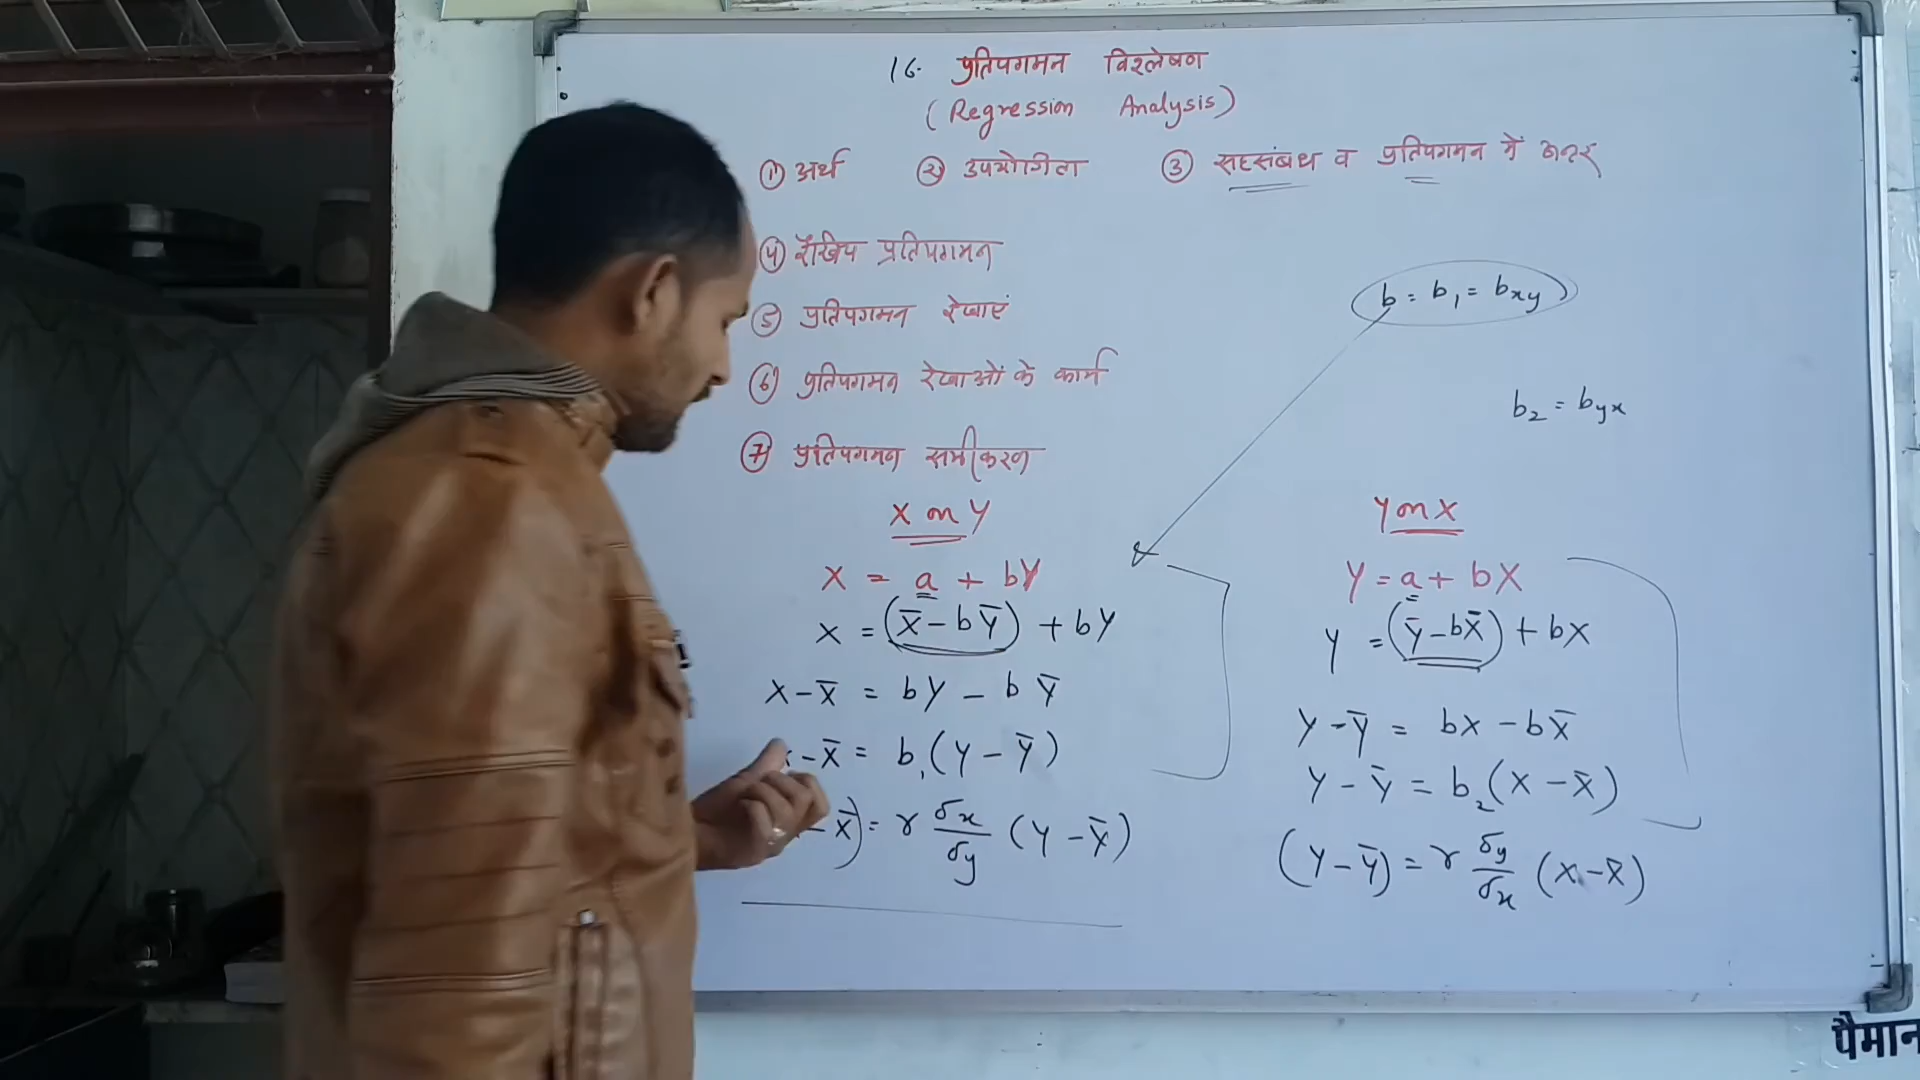 16. प्रतिपगमन विश्लेषण
(Regression Analysis)
① अर्थ ② उपयोगिता ③ सहसंबंध व प्रतिपगमन में अन्तर
④ रेखिय प्रतिपगमन
⑤ प्रतिपगमन रेखाएं
⑥ प्रतिपगमन रेखाओं के कार्य
⑦ प्रतिपगमन समीकरण
b = b₁ = bxy
b₂ = byx
X on Y
X = a + bY
X = (X̄ - bȲ) + bY
X - X̄ = bY - b Ȳ
- X̄ = b₁(Y - Ȳ)
- X̄) = r σx/σy (Y - Ȳ)
Y on X
Y = a + bX
Y = (Ȳ - bX̄) + bX
Y - Ȳ = bX - bX̄
Y - Ȳ = b₂(X - X̄)
(Y - Ȳ) = r σy/σx (X - X̄)
पैमान